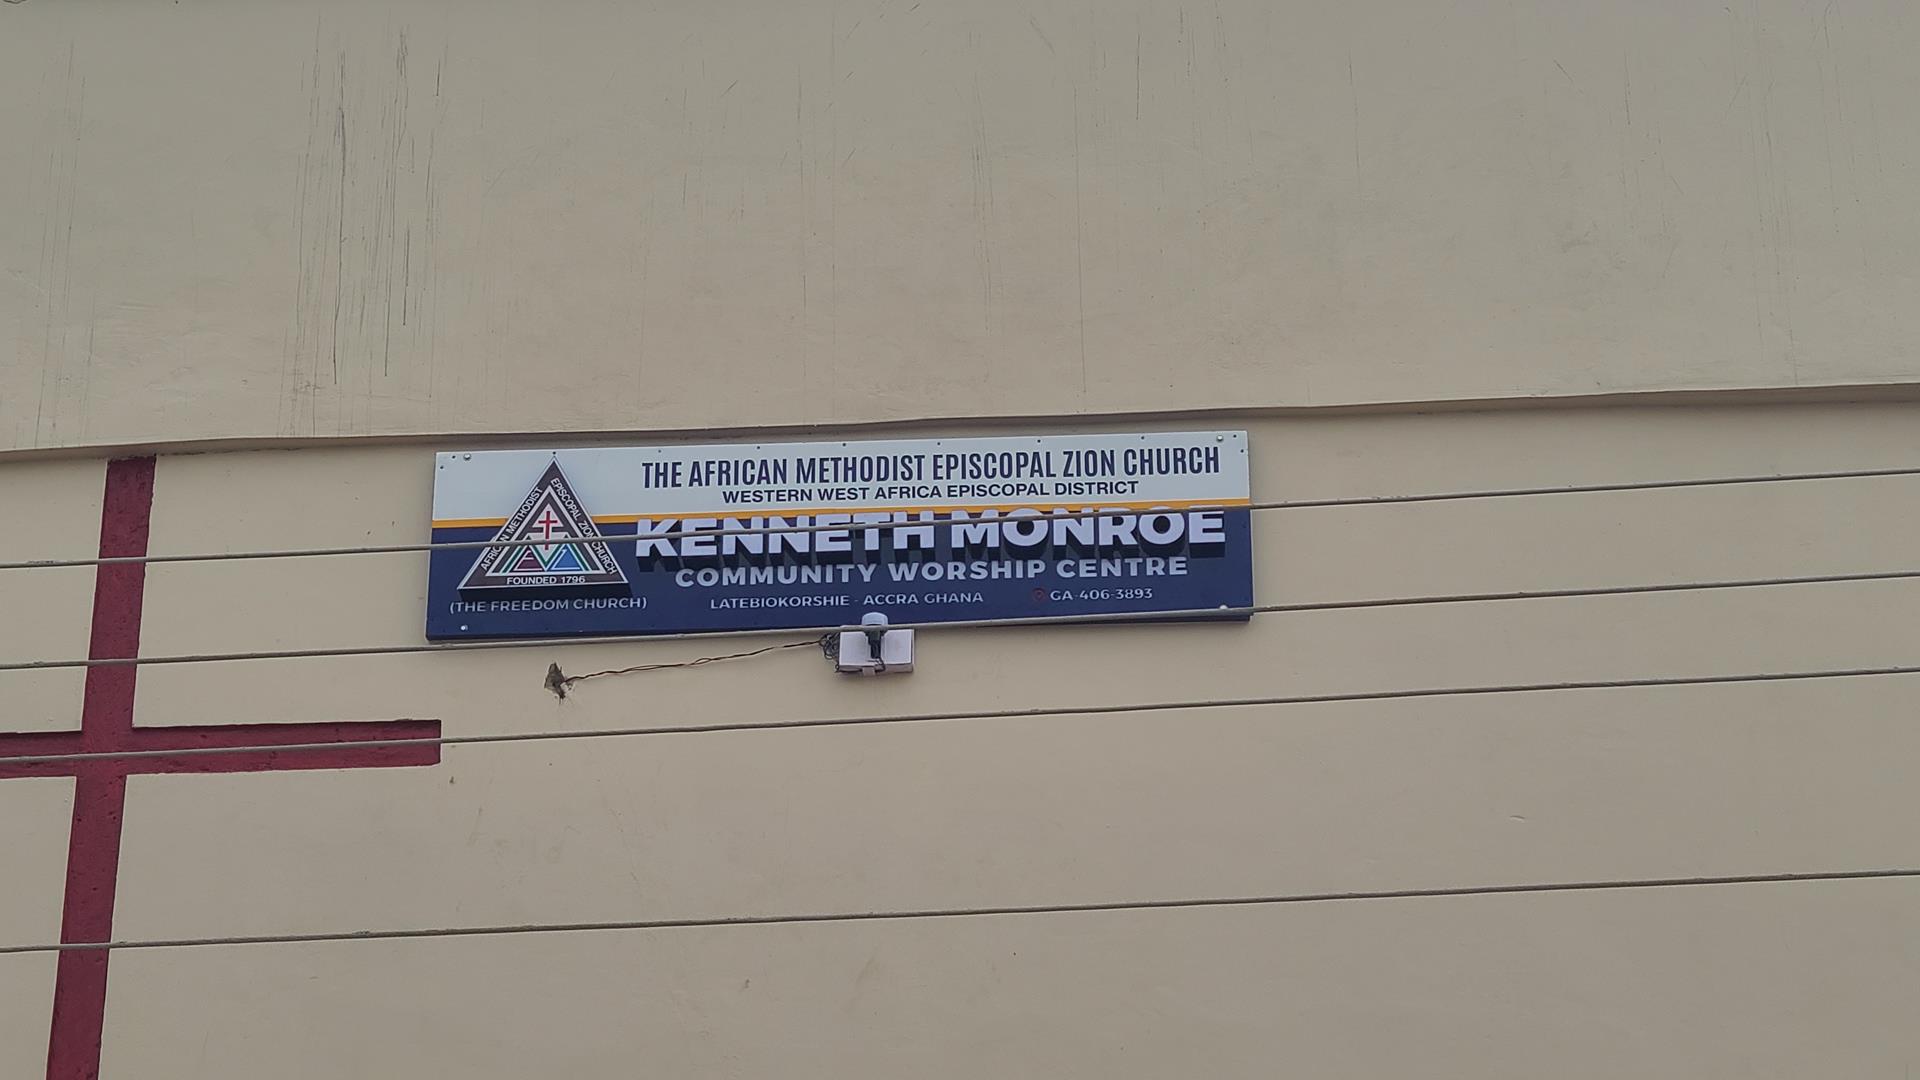 THE AFRICAN METHODIST EPISCOPAL ZION CHURCH
WESTERN WEST AFRICA EPISCOPAL DISTRICT
KENNETH MONROE
COMMUNITY WORSHIP CENTRE
LATEBIOKORSHIE - ACCRA GHANA GA-406-3893
AFRICAN METHODIST EPISCOPAL ZION CHURCH
FOUNDED 1796
(THE FREEDOM CHURCH)